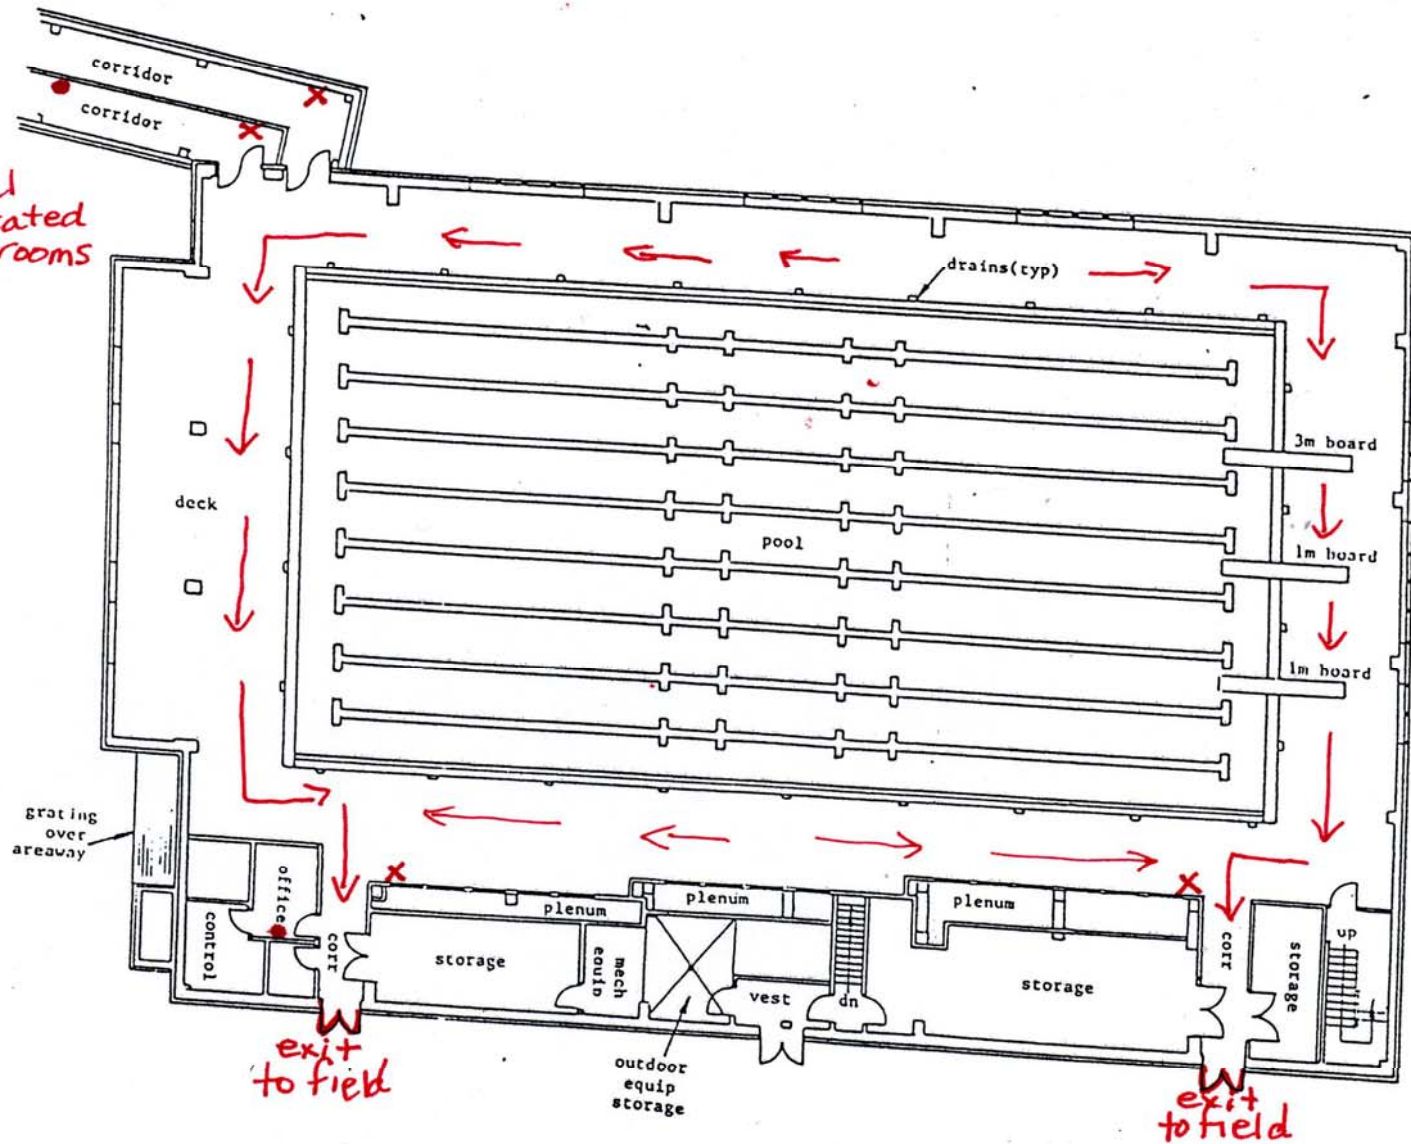 corridor
corridor
rooms
drains(typ)
3m board
deck
pool
1m board
1m board
grating
over
areaway
office
control
corr
plenum
storage
mech
equip
plenum
vest
dn
plenum
storage
corr
storage
up
outdoor
equip
storage
exit
to field
exit
to field